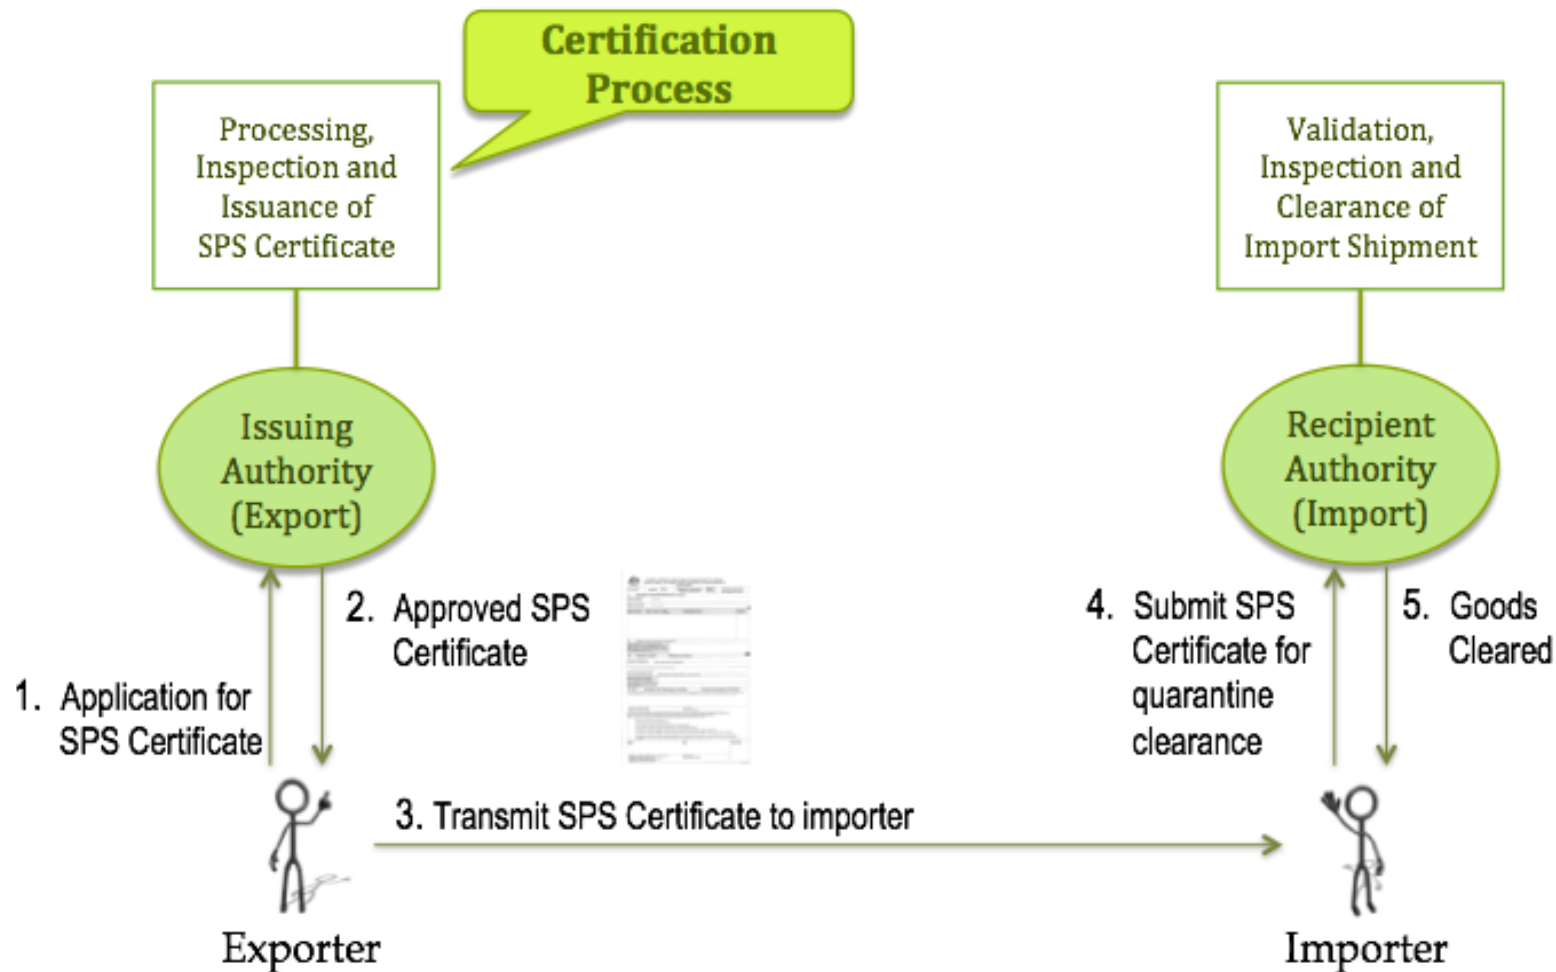 Certification
Process
Processing,
Inspection and
Issuance of
SPS Certificate
Validation,
Inspection and
Clearance of
Import Shipment
Issuing
Authority
(Export)
Recipient
Authority
(Import)
1. Application for
SPS Certificate
2. Approved SPS
Certificate
3. Transmit SPS Certificate to importer
4. Submit SPS
Certificate for
quarantine
clearance
5. Goods
Cleared
Exporter
Importer